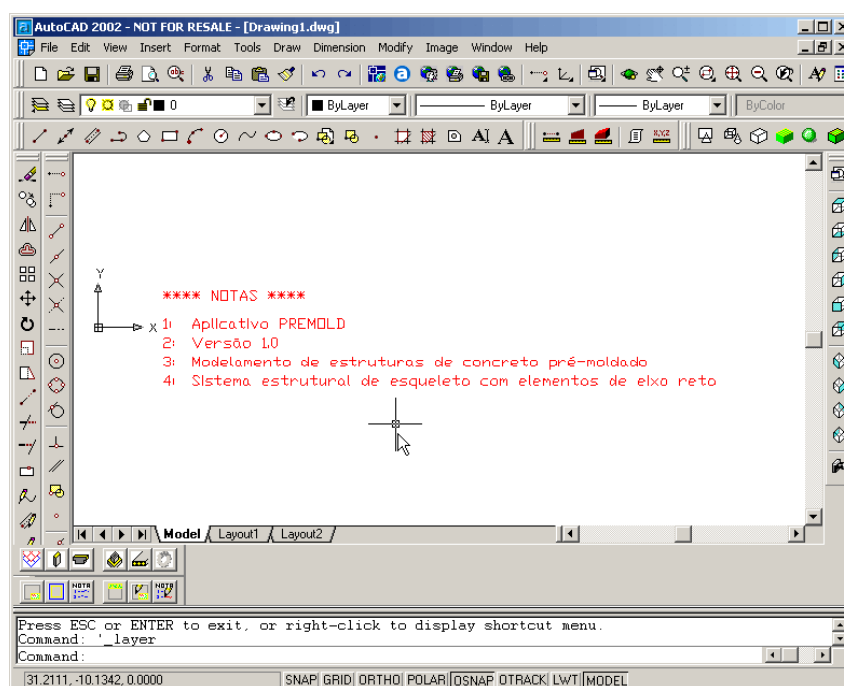 AutoCAD 2002 - NOT FOR RESALE - [Drawing1.dwg]
File Edit View Insert Format Tools Draw Dimension Modify Image Window Help
0 ByLayer ByLayer ByLayer ByColor
Y
X
**** NOTAS ****
1: Aplicativo PREMOLD
2: Versão 1.0
3: Modelamento de estruturas de concreto pré-moldado
4: Sistema estrutural de esqueleto com elementos de eixo reto
Model Layout1 Layout2
NOTA NOTA
Press ESC or ENTER to exit, or right-click to display shortcut menu.
Command: '_layer
Command:
31.2111, -10.1342, 0.0000 SNAP GRID ORTHO POLAR OSNAP OTRACK LWT MODEL